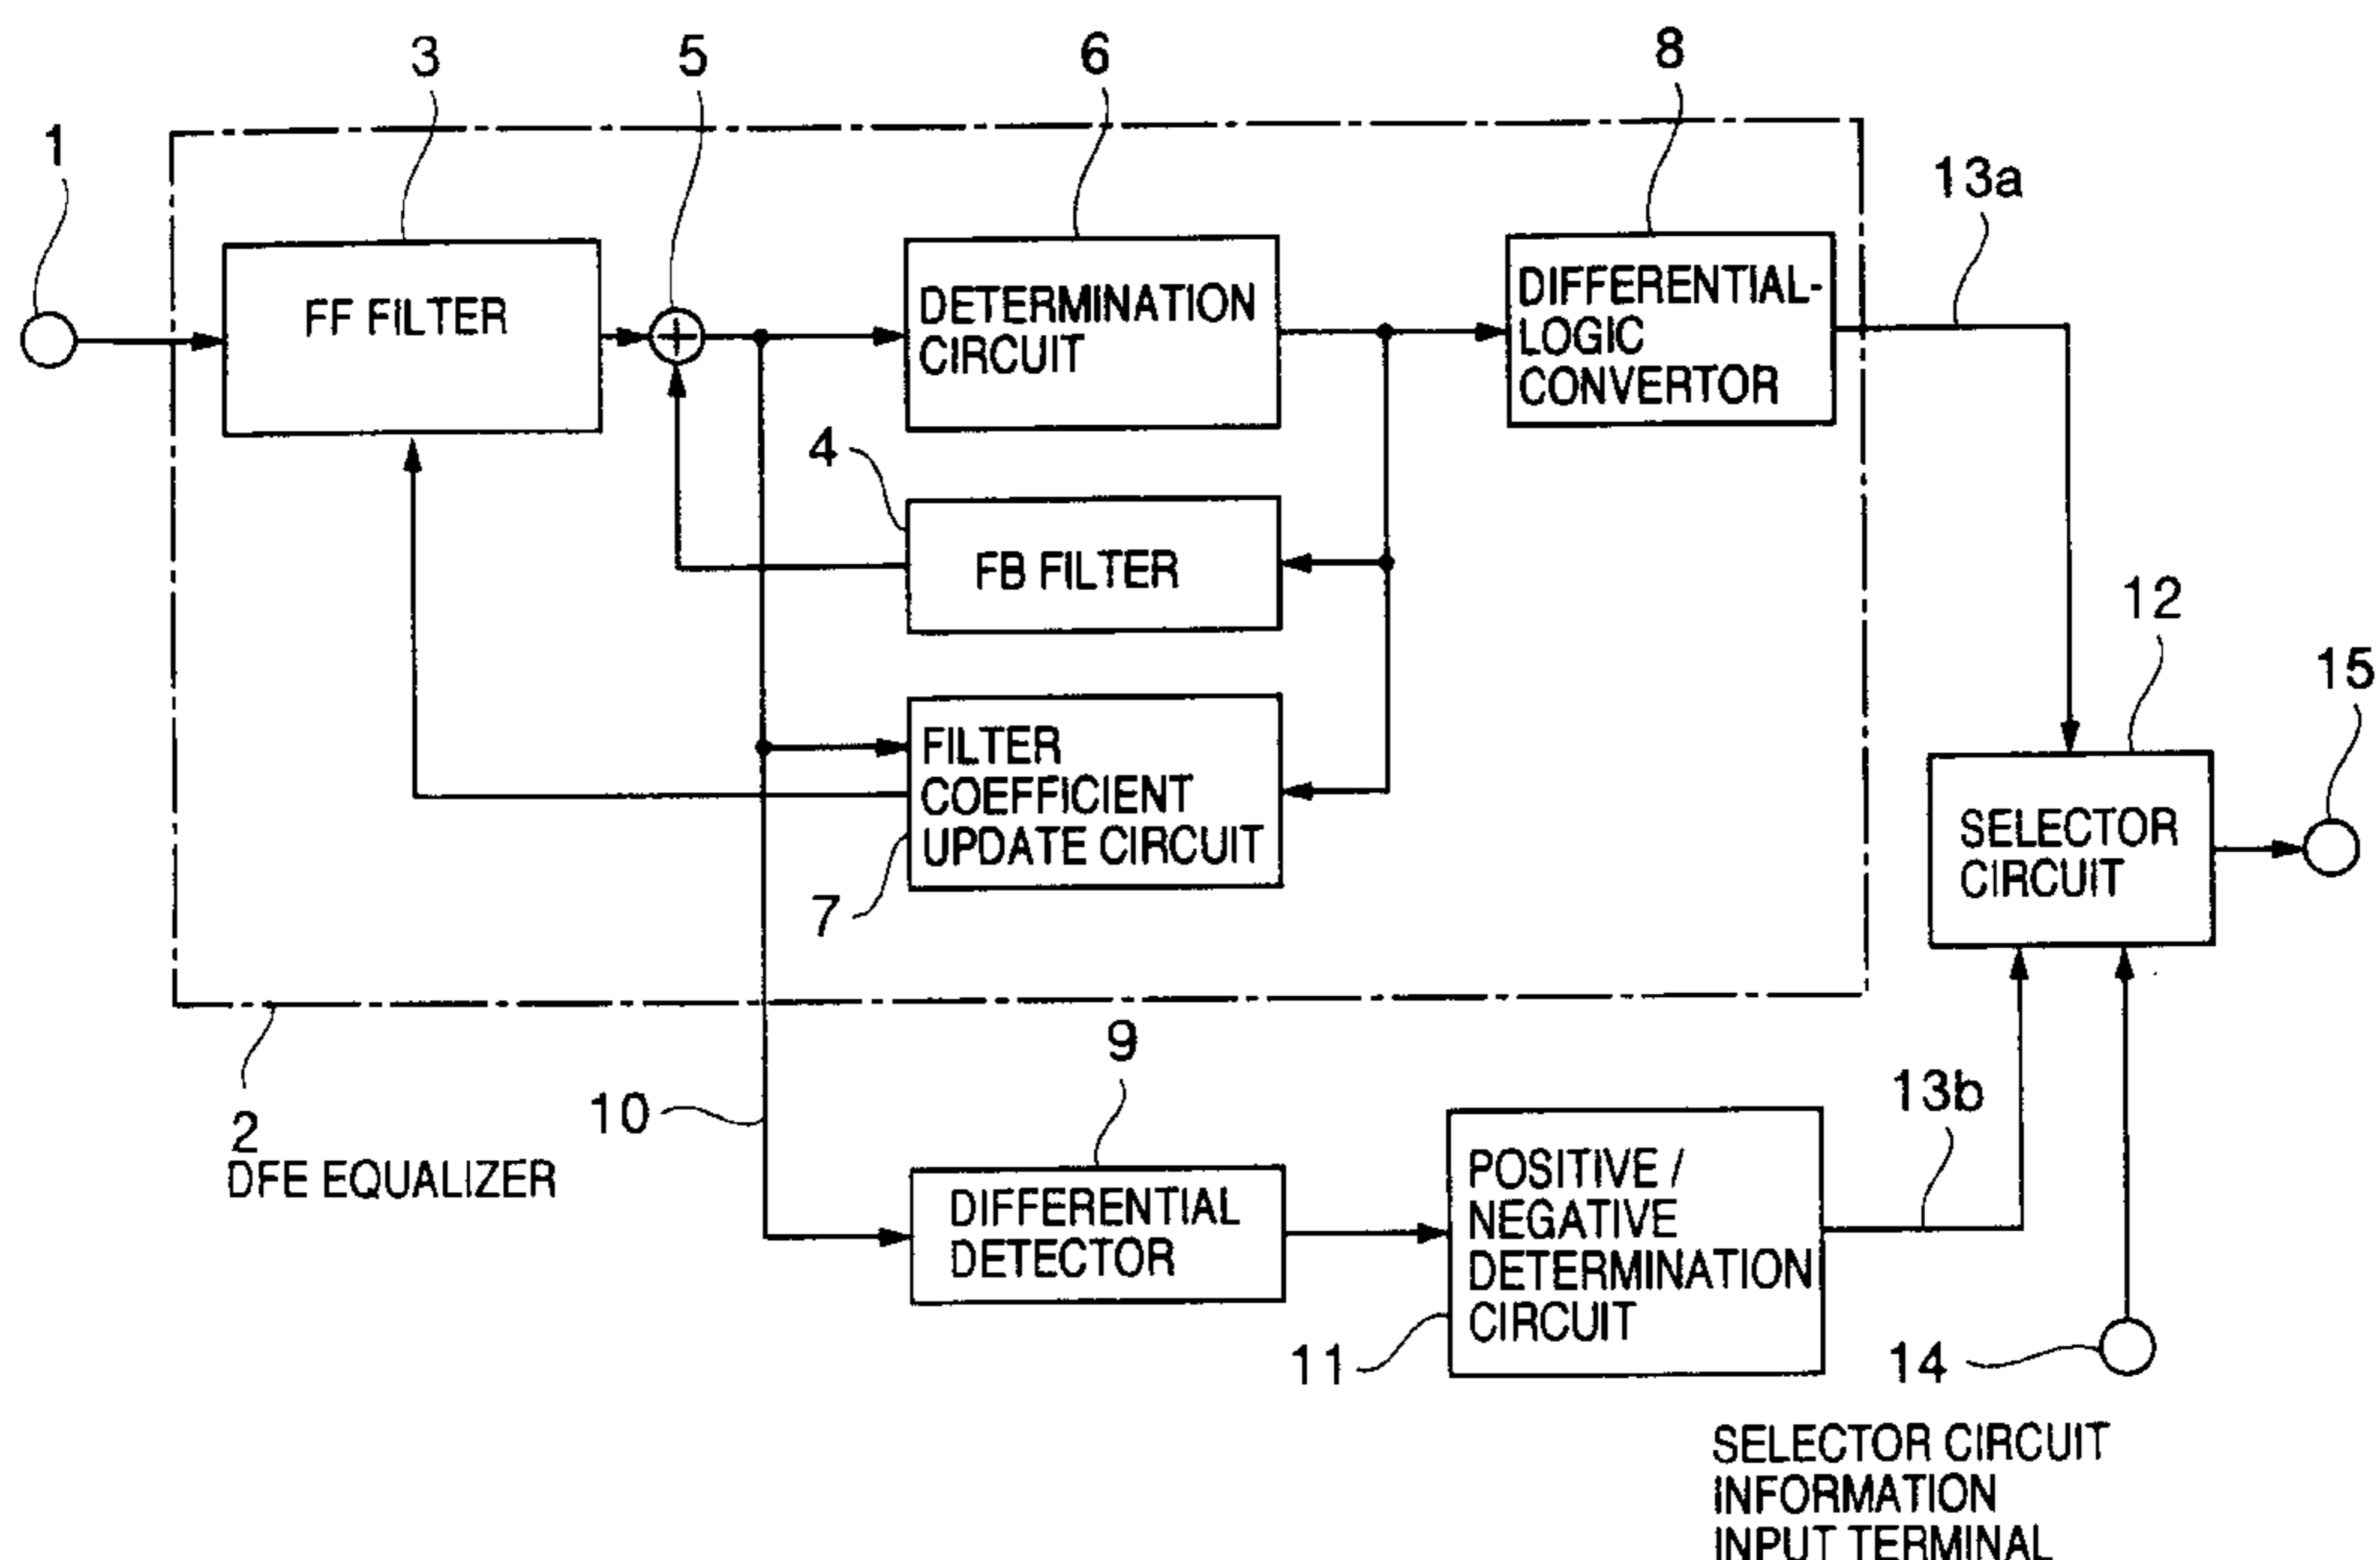 3
5
6
8
1
13a
FF FILTER
DETERMINATION
CIRCUIT
DIFFERENTIAL-
LOGIC
CONVERTOR
4
FB FILTER
12
15
FILTER
COEFFICIENT
UPDATE CIRCUIT
SELECTOR
CIRCUIT
7
9
2
DFE EQUALIZER
10
13b
DIFFERENTIAL
DETECTOR
POSITIVE /
NEGATIVE
DETERMINATION
CIRCUIT
11
14
SELECTOR CIRCUIT
INFORMATION
INPUT TERMINAL